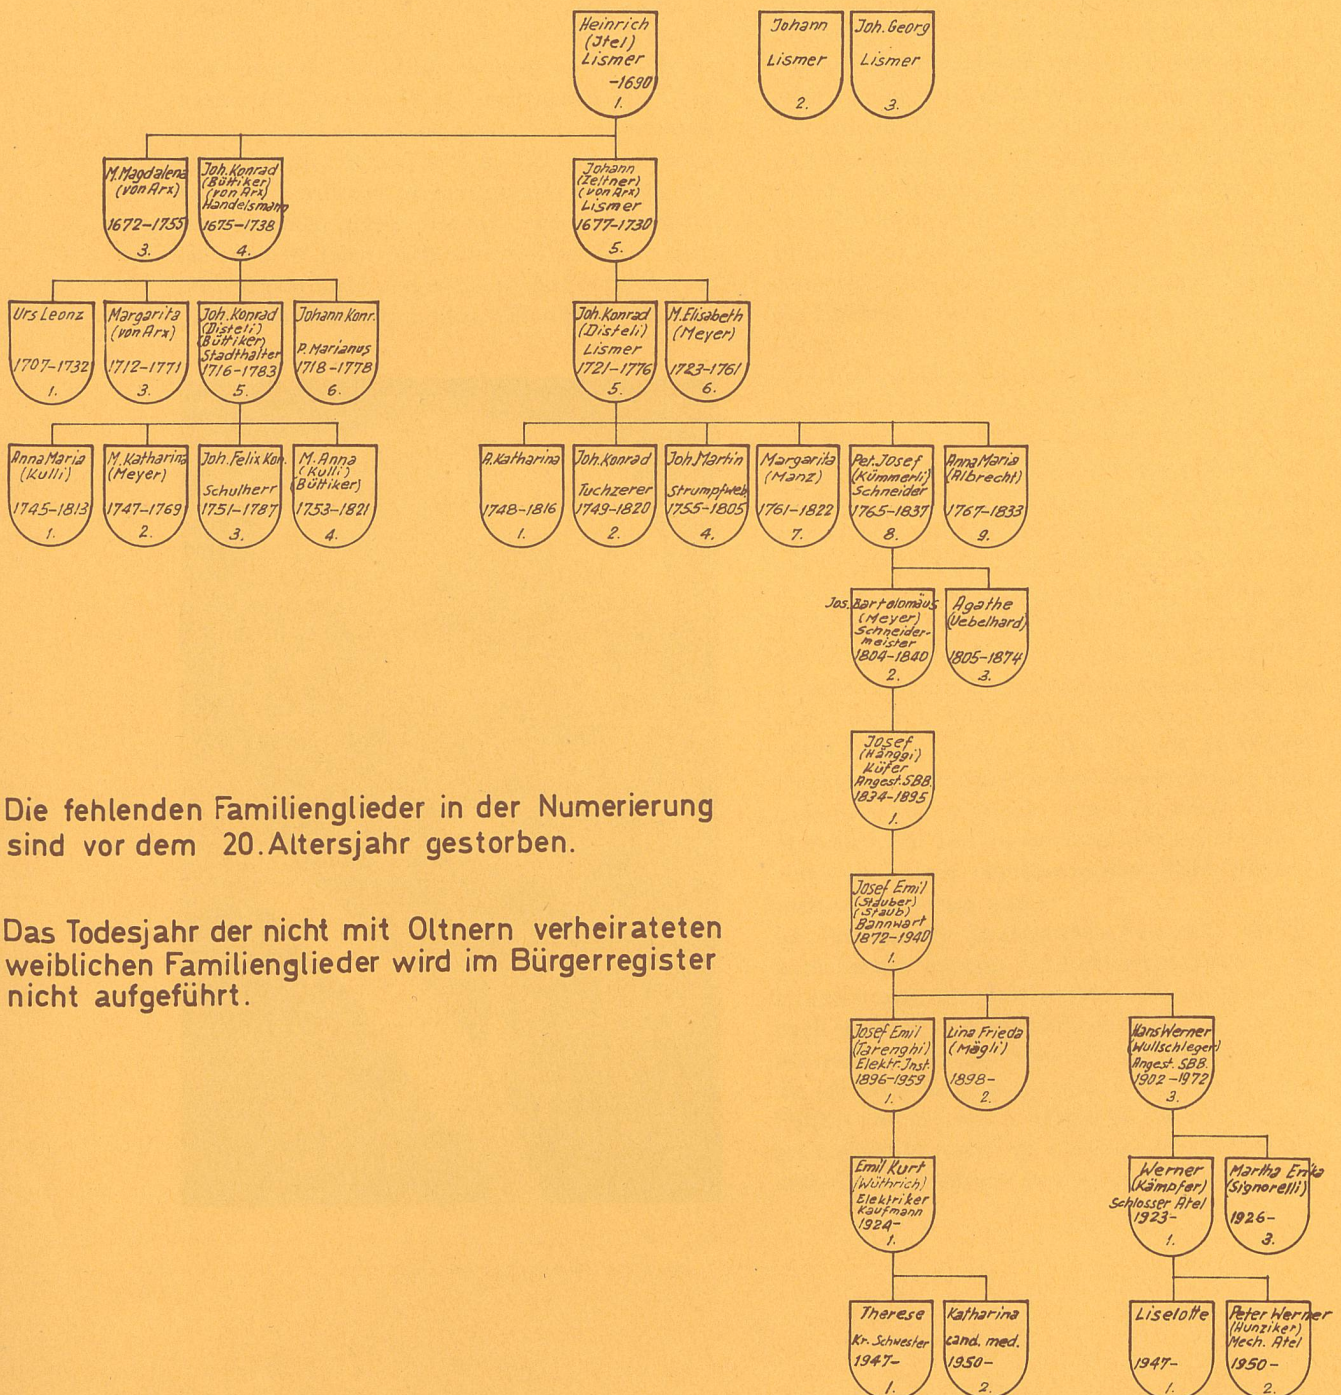 Heinrich
(Itel)
Lismer
-1690
1.
Johann
Lismer
2.
Joh. Georg
Lismer
3.
M. Magdalena
(von Arx)
1672-1755
3.
Joh. Konrad
(Büttiker)
(von Arx)
Handelsmann
1675-1738
4.
Johann
(Zeltner)
(von Arx)
Lismer
1677-1730
5.
Urs Leonz
1707-1732
1.
Margarita
(von Arx)
1712-1771
3.
Joh. Konrad
(Disteli)
(Büttiker)
Stadthalter
1716-1783
5.
Johann Konr.
P. Marianus
1718-1778
6.
Joh. Konrad
(Disteli)
Lismer
1721-1776
5.
M. Elisabeth
(Meyer)
1723-1761
6.
Anna Maria
(Kulli)
1745-1813
1.
M. Katharina
(Meyer)
1747-1769
2.
Joh. Felix Kon.
Schulherr
1751-1787
3.
M. Anna
(Kulli)
(Büttiker)
1753-1821
4.
A. Katharina
1748-1816
1.
Joh. Konrad
Tuchzerer
1749-1820
2.
Joh. Martin
Strumpfweb.
1755-1805
4.
Margarita
(Manz)
1761-1822
7.
Pet. Josef
(Kümmerli)
Schneider
1765-1837
8.
Anna Maria
(Albrecht)
1767-1833
9.
Jos. Bartolomäus
(Meyer)
Schneider-
meister
1804-1840
2.
Agathe
(Uebelhard)
1805-1874
3.
Josef
(Hänggi)
Küfer
Angest. SBB.
1834-1895
1.
Die fehlenden Familienglieder in der Numerierung
sind vor dem 20. Altersjahr gestorben.
Josef Emil
(Stauber)
(Staub)
Bannwart
1872-1940
1.
Das Todesjahr der nicht mit Oltnern verheirateten
weiblichen Familienglieder wird im Bürgerregister
nicht aufgeführt.
Josef Emil
(Tarenghi)
Elektr. Inst.
1896-1959
1.
Lina Frieda
(Mägli)
1898-
2.
Hans Werner
(Wullschleger)
Angest. SBB.
1902-1972
3.
Emil Kurt
(Wüthrich)
Elektriker
Kaufmann
1924-
1.
Werner
(Kämpfer)
Schlosser Atel
1923-
1.
Martha Erika
(Signorelli)
1926-
3.
Therese
Kr. Schwester
1947-
1.
Katharina
cand. med.
1950-
2.
Liselotte
1947-
1.
Peter Werner
(Hunziker)
Mech. Atel
1950-
2.